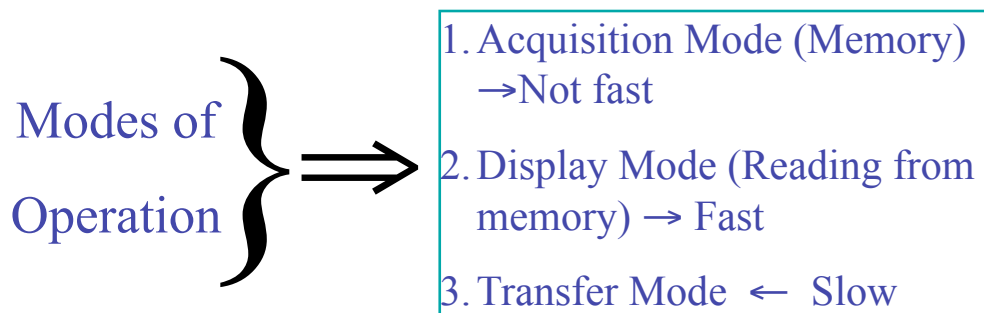 Modes of
Operation
1. Acquisition Mode (Memory)
→Not fast
2. Display Mode (Reading from
memory) → Fast
3. Transfer Mode ← Slow